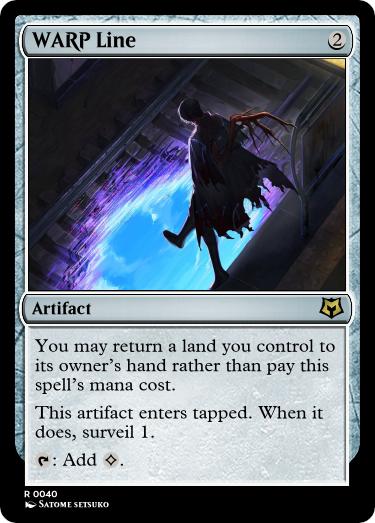 WARP Line 2
You may return a land you control to
its owner's hand rather than pay this
spell's mana cost.
This artifact enters tapped. When it
does, surveil 1.
: Add .
Artifact
R 0040
Satome setsuko